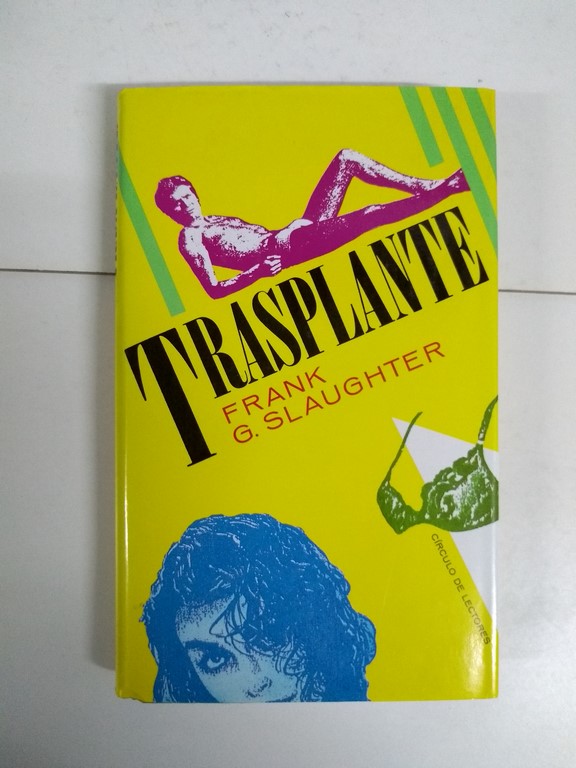 TRASPLANTE
FRANK
G. SLAUGHTER
CÍRCULO DE LECTORES